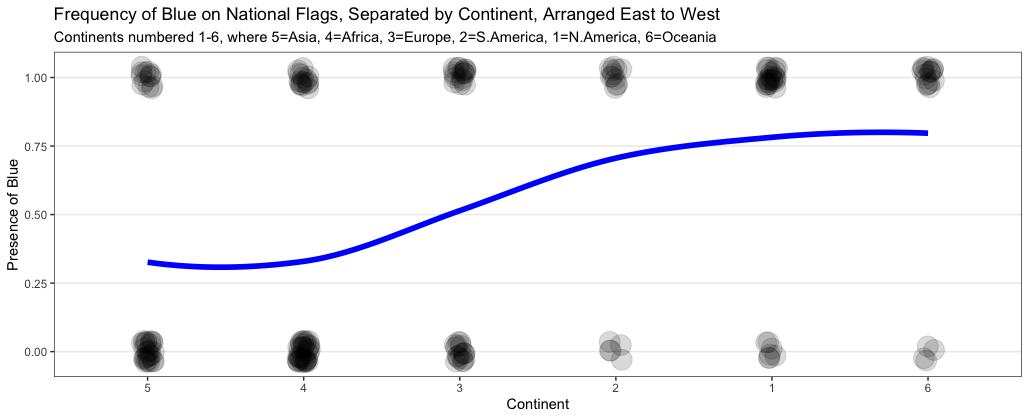 Frequency of Blue on National Flags, Separated by Continent, Arranged East to West
Continents numbered 1-6, where 5=Asia, 4=Africa, 3=Europe, 2=S.America, 1=N.America, 6=Oceania
Presence of Blue
1.00
0.75
0.50
0.25
0.00
5 4 3 2 1 6
Continent